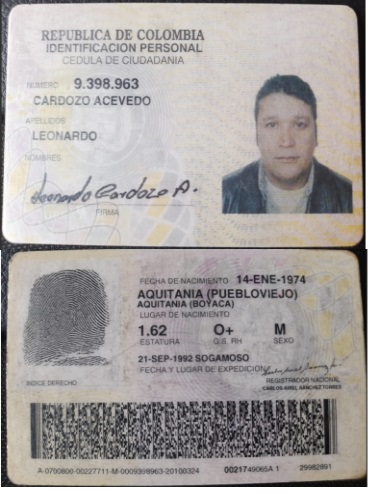 REPUBLICA DE COLOMBIA
IDENTIFICACION PERSONAL
CEDULA DE CIUDADANIA
NUMERO 9.398.963
CARDOZO ACEVEDO
APELLIDOS
LEONARDO
NOMBRES
Leonardo Cardozo A.
FIRMA
FECHA DE NACIMIENTO 14-ENE-1974
AQUITANIA (PUEBLOVIEJO)
AQUITANIA (BOYACA)
LUGAR DE NACIMIENTO
1.62 O+ M
ESTATURA G.S. RH SEXO
21-SEP-1992 SOGAMOSO
FECHA Y LUGAR DE EXPEDICION
INDICE DERECHO
REGISTRADOR NACIONAL
CARLOS ARIEL SANCHEZ TORRES
A-0700800-00227711-M-0009398963-20100324 0021749065A 1 29982891